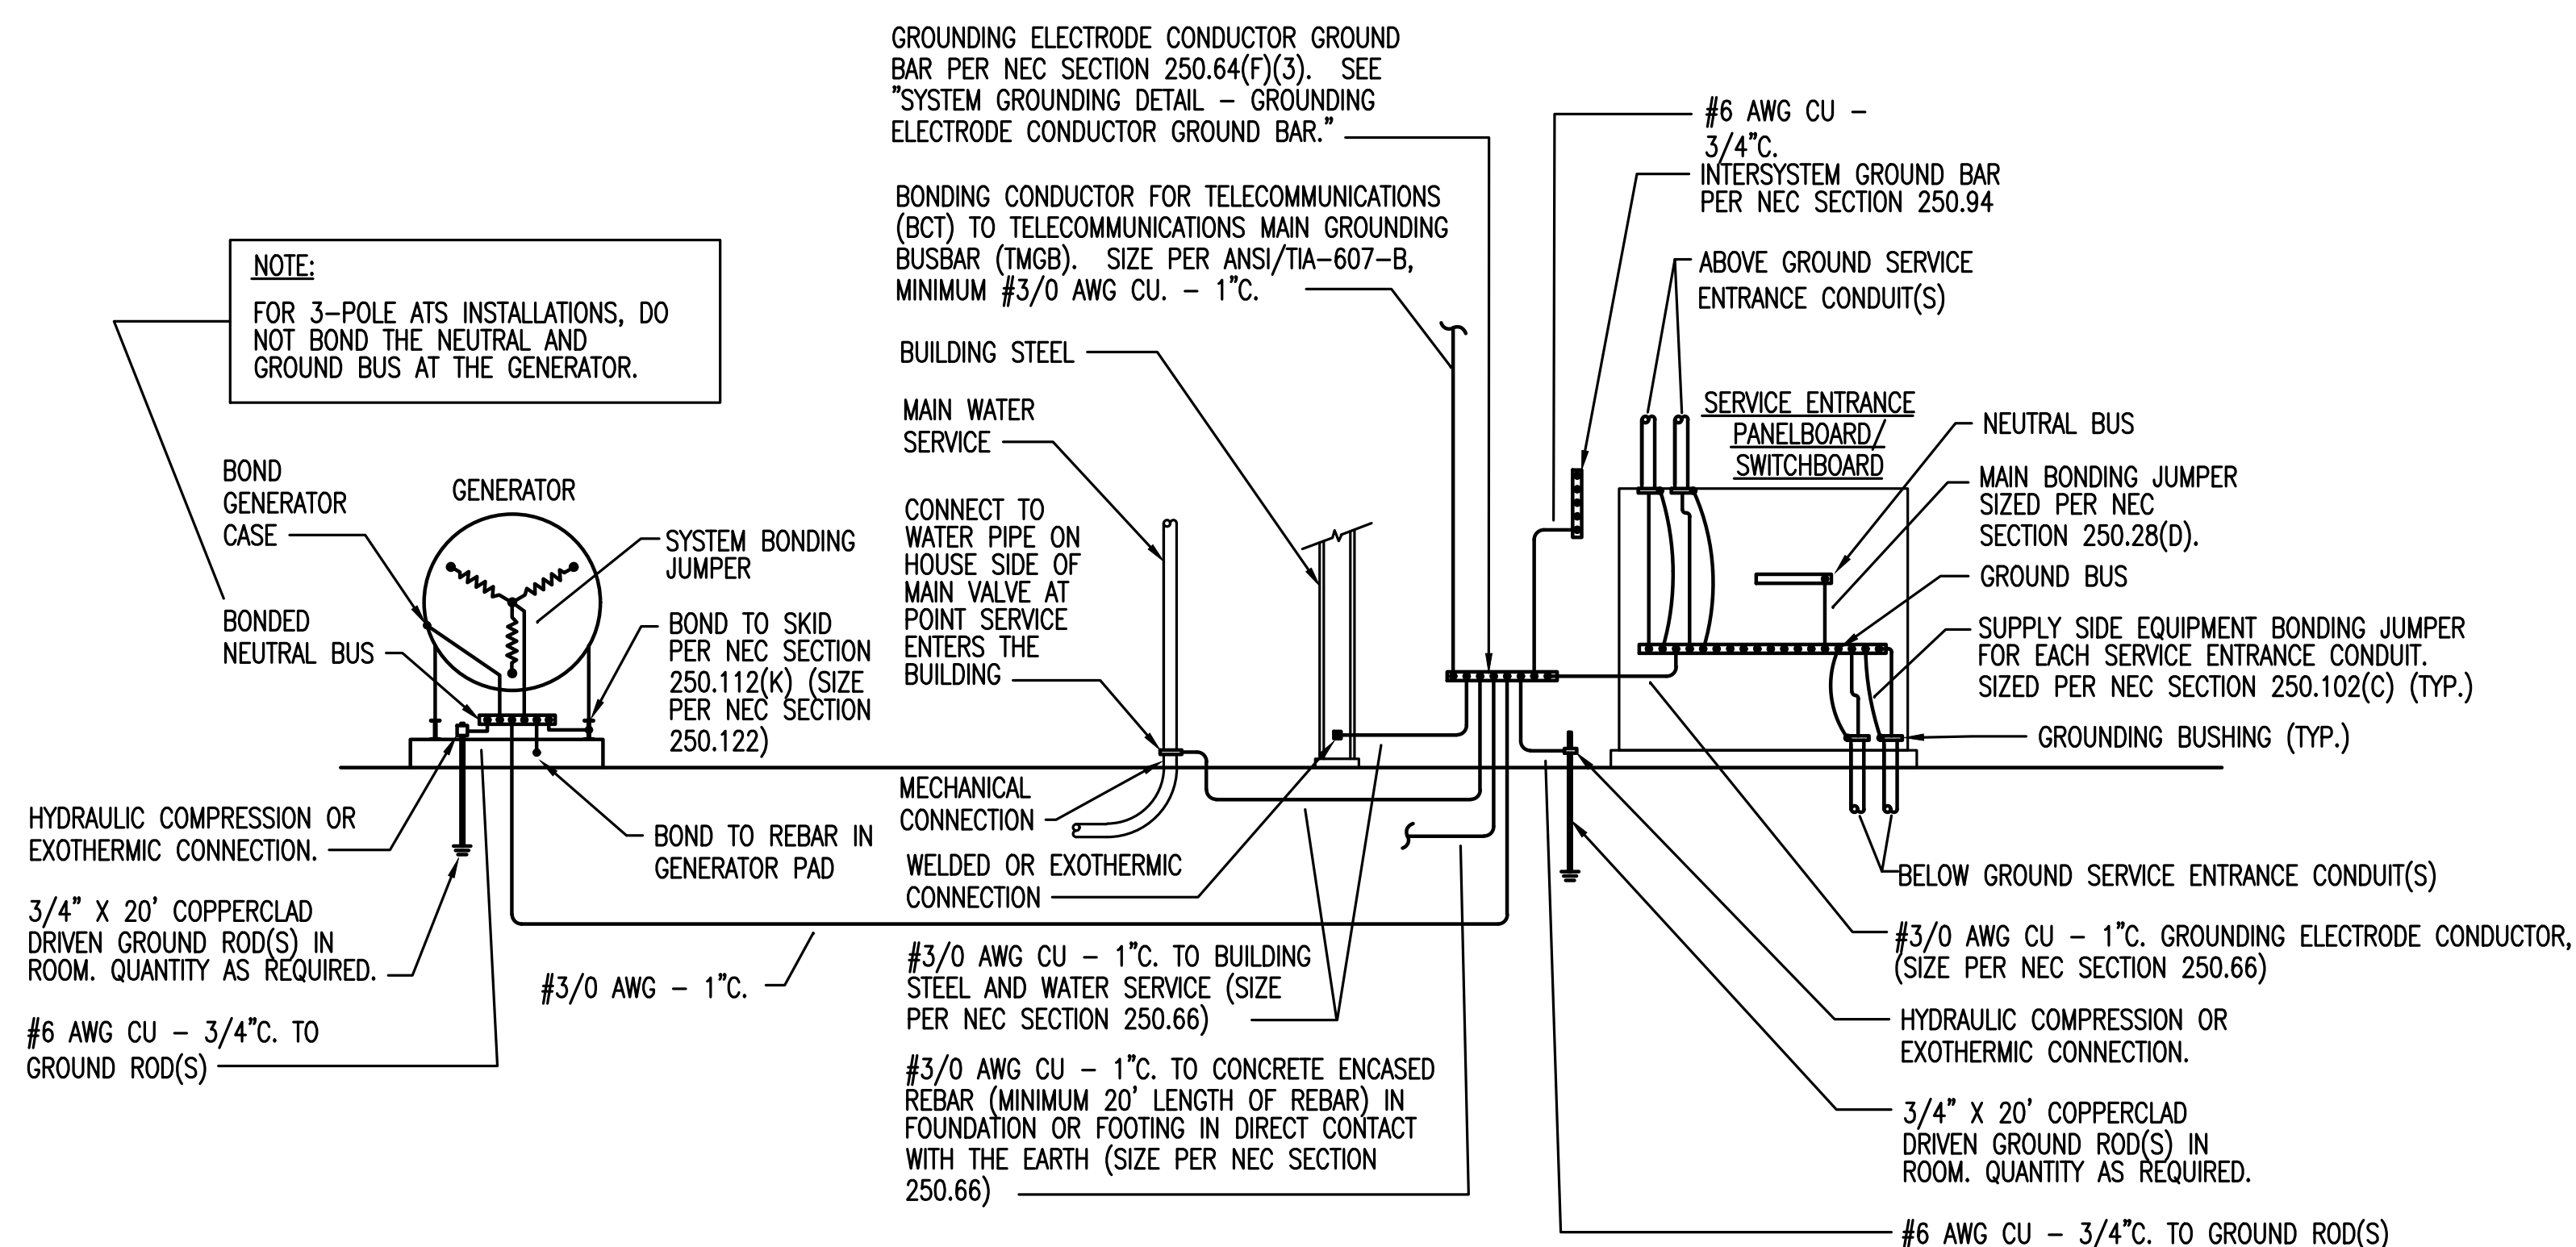 GROUNDING ELECTRODE CONDUCTOR GROUND
BAR PER NEC SECTION 250.64(F)(3). SEE
"SYSTEM GROUNDING DETAIL – GROUNDING
ELECTRODE CONDUCTOR GROUND BAR."
BONDING CONDUCTOR FOR TELECOMMUNICATIONS
(BCT) TO TELECOMMUNICATIONS MAIN GROUNDING
BUSBAR (TMGB). SIZE PER ANSI/TIA–607–B,
MINIMUM #3/0 AWG CU. – 1"C.
#6 AWG CU –
3/4"C.
INTERSYSTEM GROUND BAR
PER NEC SECTION 250.94
ABOVE GROUND SERVICE
ENTRANCE CONDUIT(S)
NOTE:
FOR 3–POLE ATS INSTALLATIONS, DO
NOT BOND THE NEUTRAL AND
GROUND BUS AT THE GENERATOR.
BUILDING STEEL
MAIN WATER
SERVICE
CONNECT TO
WATER PIPE ON
HOUSE SIDE OF
MAIN VALVE AT
POINT SERVICE
ENTERS THE
BUILDING
SERVICE ENTRANCE
PANELBOARD/
SWITCHBOARD
NEUTRAL BUS
MAIN BONDING JUMPER
SIZED PER NEC
SECTION 250.28(D).
GROUND BUS
SUPPLY SIDE EQUIPMENT BONDING JUMPER
FOR EACH SERVICE ENTRANCE CONDUIT.
SIZED PER NEC SECTION 250.102(C) (TYP.)
GROUNDING BUSHING (TYP.)
BOND
GENERATOR
CASE
GENERATOR
SYSTEM BONDING
JUMPER
BONDED
NEUTRAL BUS
BOND TO SKID
PER NEC SECTION
250.112(K) (SIZE
PER NEC SECTION
250.122)
MECHANICAL
CONNECTION
HYDRAULIC COMPRESSION OR
EXOTHERMIC CONNECTION.
BOND TO REBAR IN
GENERATOR PAD
WELDED OR EXOTHERMIC
CONNECTION
BELOW GROUND SERVICE ENTRANCE CONDUIT(S)
3/4" X 20' COPPERCLAD
DRIVEN GROUND ROD(S) IN
ROOM. QUANTITY AS REQUIRED.
#3/0 AWG – 1"C.
#3/0 AWG CU – 1"C. TO BUILDING
STEEL AND WATER SERVICE (SIZE
PER NEC SECTION 250.66)
#3/0 AWG CU – 1"C. GROUNDING ELECTRODE CONDUCTOR,
(SIZE PER NEC SECTION 250.66)
#6 AWG CU – 3/4"C. TO
GROUND ROD(S)
HYDRAULIC COMPRESSION OR
EXOTHERMIC CONNECTION.
#3/0 AWG CU – 1"C. TO CONCRETE ENCASED
REBAR (MINIMUM 20' LENGTH OF REBAR) IN
FOUNDATION OR FOOTING IN DIRECT CONTACT
WITH THE EARTH (SIZE PER NEC SECTION
250.66)
3/4" X 20' COPPERCLAD
DRIVEN GROUND ROD(S) IN
ROOM. QUANTITY AS REQUIRED.
#6 AWG CU – 3/4"C. TO GROUND ROD(S)